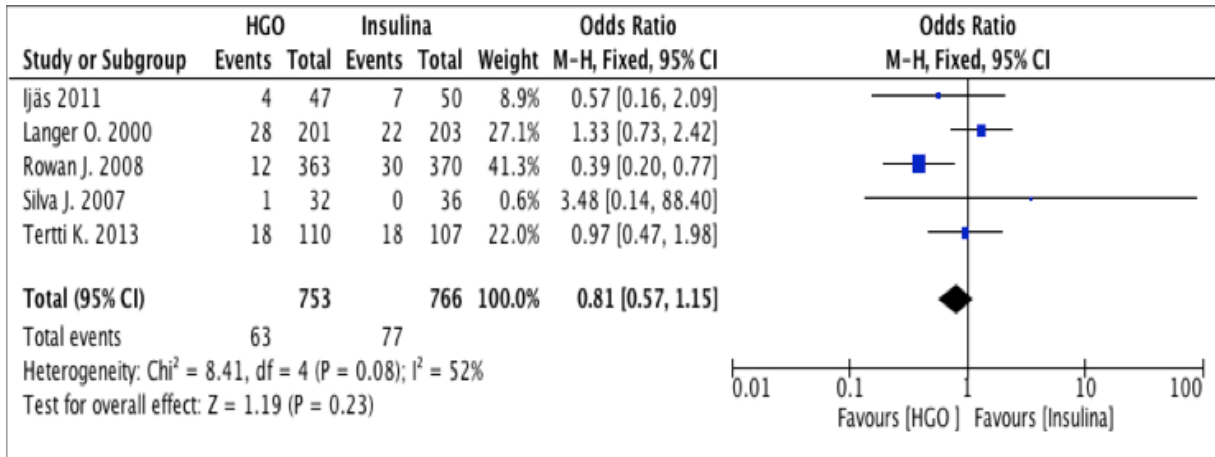 HGO Insulina Odds Ratio Odds Ratio
Study or Subgroup Events Total Events Total Weight M-H, Fixed, 95% CI M-H, Fixed, 95% CI
Ijäs 2011 4 47 7 50 8.9% 0.57 [0.16, 2.09]
Langer O. 2000 28 201 22 203 27.1% 1.33 [0.73, 2.42]
Rowan J. 2008 12 363 30 370 41.3% 0.39 [0.20, 0.77]
Silva J. 2007 1 32 0 36 0.6% 3.48 [0.14, 88.40]
Tertti K. 2013 18 110 18 107 22.0% 0.97 [0.47, 1.98]
Total (95% CI) 753 766 100.0% 0.81 [0.57, 1.15]
Total events 63 77
Heterogeneity: Chi² = 8.41, df = 4 (P = 0.08); I² = 52%
Test for overall effect: Z = 1.19 (P = 0.23)
0.01 0.1 1 10 100
Favours [HGO ] Favours [Insulina]